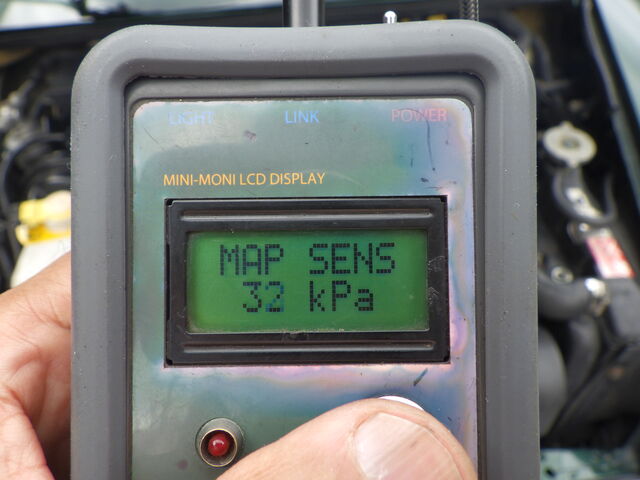 LIGHT LINK POWER
MINI-MONI LCD DISPLAY
MAP SENS
32 kPa